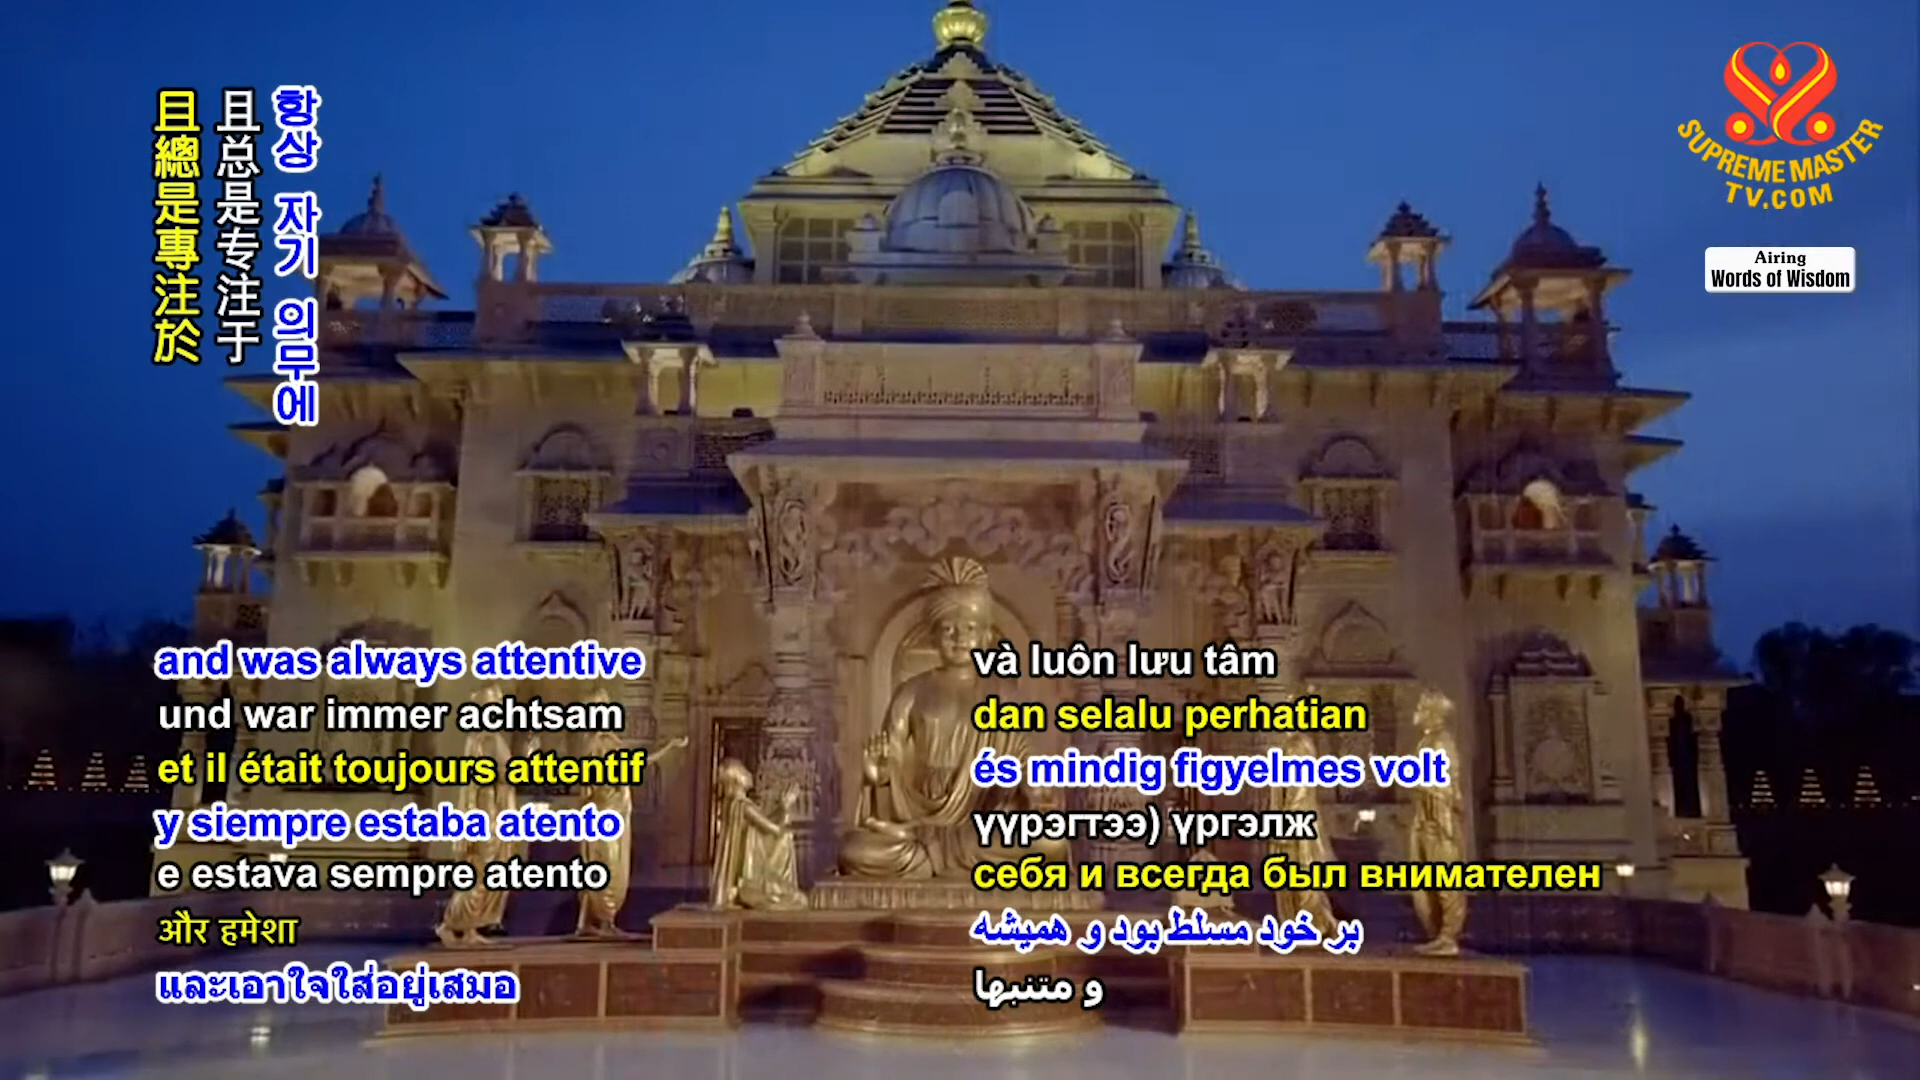 且總是專注於
且总是专注于
항상 자기 의무에
SUPREME MASTER
TV.COM
Airing
Words of Wisdom
and was always attentive
und war immer achtsam
et il était toujours attentif
y siempre estaba atento
e estava sempre atento
और हमेशा
และเอาใจใส่อยู่เสมอ
và luôn lưu tâm
dan selalu perhatian
és mindig figyelmes volt
үүрэгтээ) үргэлж
себя и всегда был внимателен
بر خود مسلط بود و همیشه
و متنبها